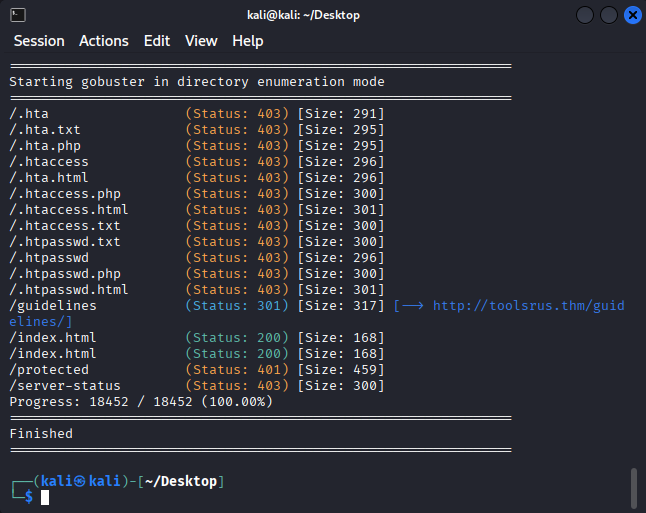 kali@kali: ~/Desktop
Session Actions Edit View Help
===============================================================
Starting gobuster in directory enumeration mode
===============================================================
/.hta                 (Status: 403) [Size: 291]
/.hta.txt             (Status: 403) [Size: 295]
/.hta.php             (Status: 403) [Size: 295]
/.htaccess            (Status: 403) [Size: 296]
/.hta.html            (Status: 403) [Size: 296]
/.htaccess.php        (Status: 403) [Size: 300]
/.htaccess.html       (Status: 403) [Size: 301]
/.htaccess.txt        (Status: 403) [Size: 300]
/.htpasswd.txt        (Status: 403) [Size: 300]
/.htpasswd            (Status: 403) [Size: 296]
/.htpasswd.php        (Status: 403) [Size: 300]
/.htpasswd.html       (Status: 403) [Size: 301]
/guidelines           (Status: 301) [Size: 317] [--> http://toolsrus.thm/guid
elines/]
/index.html           (Status: 200) [Size: 168]
/index.html           (Status: 200) [Size: 168]
/protected            (Status: 401) [Size: 459]
/server-status        (Status: 403) [Size: 300]
Progress: 18452 / 18452 (100.00%)
===============================================================
Finished
===============================================================
┌──(kali㉿kali)-[~/Desktop]
└─$